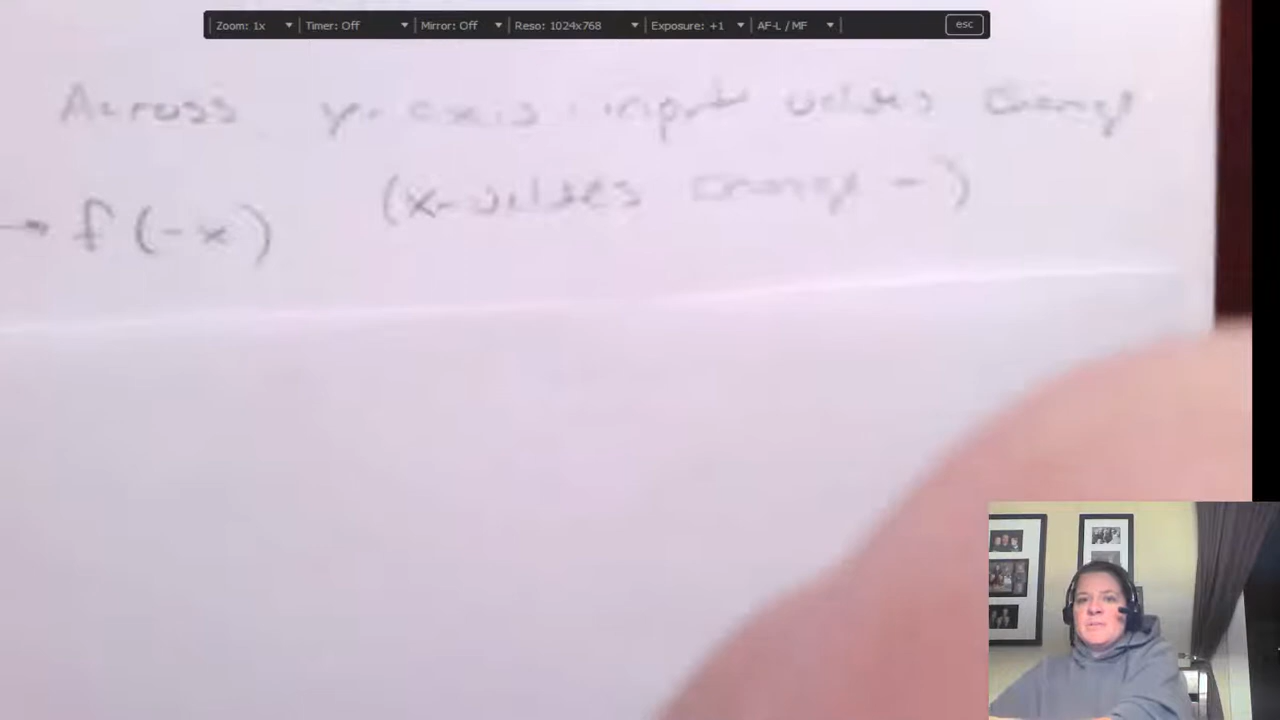 Zoom: 1x Timer: Off Mirror: Off Reso: 1024x768 Exposure: +1 AF-L / MF esc
Across y-axis input values change
(x-values change -)
→ f(-x)